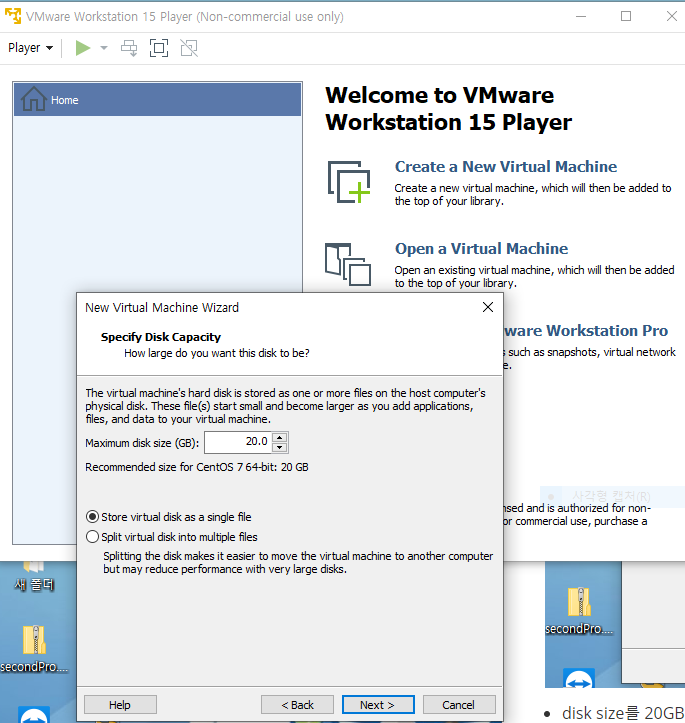 VMware Workstation 15 Player (Non-commercial use only)
Player
Home
Welcome to VMware
Workstation 15 Player
Create a New Virtual Machine
Create a new virtual machine, which will then be added to
the top of your library.
Open a Virtual Machine
Open an existing virtual machine, which will then be added
to the top of your library.
ware Workstation Pro
s such as snapshots, virtual network
e.
사각형 캡처(R)
nsed and is authorized for non-
or commercial use, purchase a
New Virtual Machine Wizard
Specify Disk Capacity
How large do you want this disk to be?
The virtual machine's hard disk is stored as one or more files on the host computer's
physical disk. These file(s) start small and become larger as you add applications,
files, and data to your virtual machine.
Maximum disk size (GB): 20.0
Recommended size for CentOS 7 64-bit: 20 GB
Store virtual disk as a single file
Split virtual disk into multiple files
Splitting the disk makes it easier to move the virtual machine to another computer
but may reduce performance with very large disks.
Help
< Back
Next >
Cancel
새 폴더
secondPro....
secondPro....
• disk size를 20GB